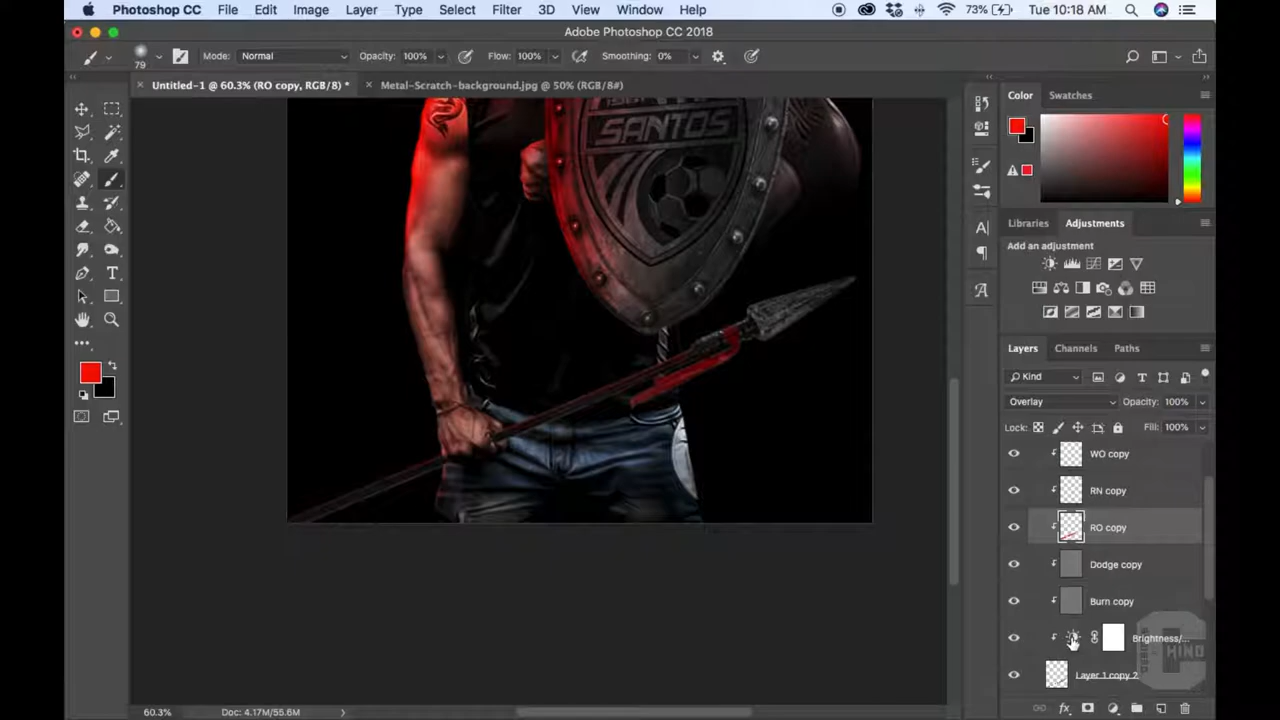 Photoshop CC File Edit Image Layer Type Select Filter 3D View Window Help 73% Tue 10:18 AM
Adobe Photoshop CC 2018
79 Mode: Normal Opacity: 100% Flow: 100% Smoothing: 0%
Untitled-1 @ 60.3% (RO copy, RGB/8) * Metal-Scratch-background.jpg @ 50% (RGB/8#)
Color Swatches
SANTOS
Libraries Adjustments
Add an adjustment
Layers Channels Paths
Kind
Overlay Opacity: 100%
Lock: Fill: 100%
WO copy
RN copy
RO copy
Dodge copy
Burn copy
Brightness/...
Layer 1 copy 2
CHINO
60.3% Doc: 4.17M/55.6M